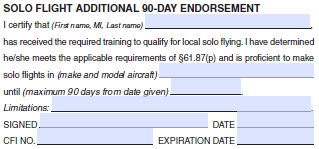 SOLO FLIGHT ADDITIONAL 90-DAY ENDORSEMENT
I certify that (First name, MI, Last name)
has received the required training to qualify for local solo flying. I have determined
he/she meets the applicable requirements of §61.87(p) and is proficient to make
solo flights in (make and model aircraft)
until (maximum 90 days from date given)
Limitations:
SIGNED DATE
CFI NO. EXPIRATION DATE